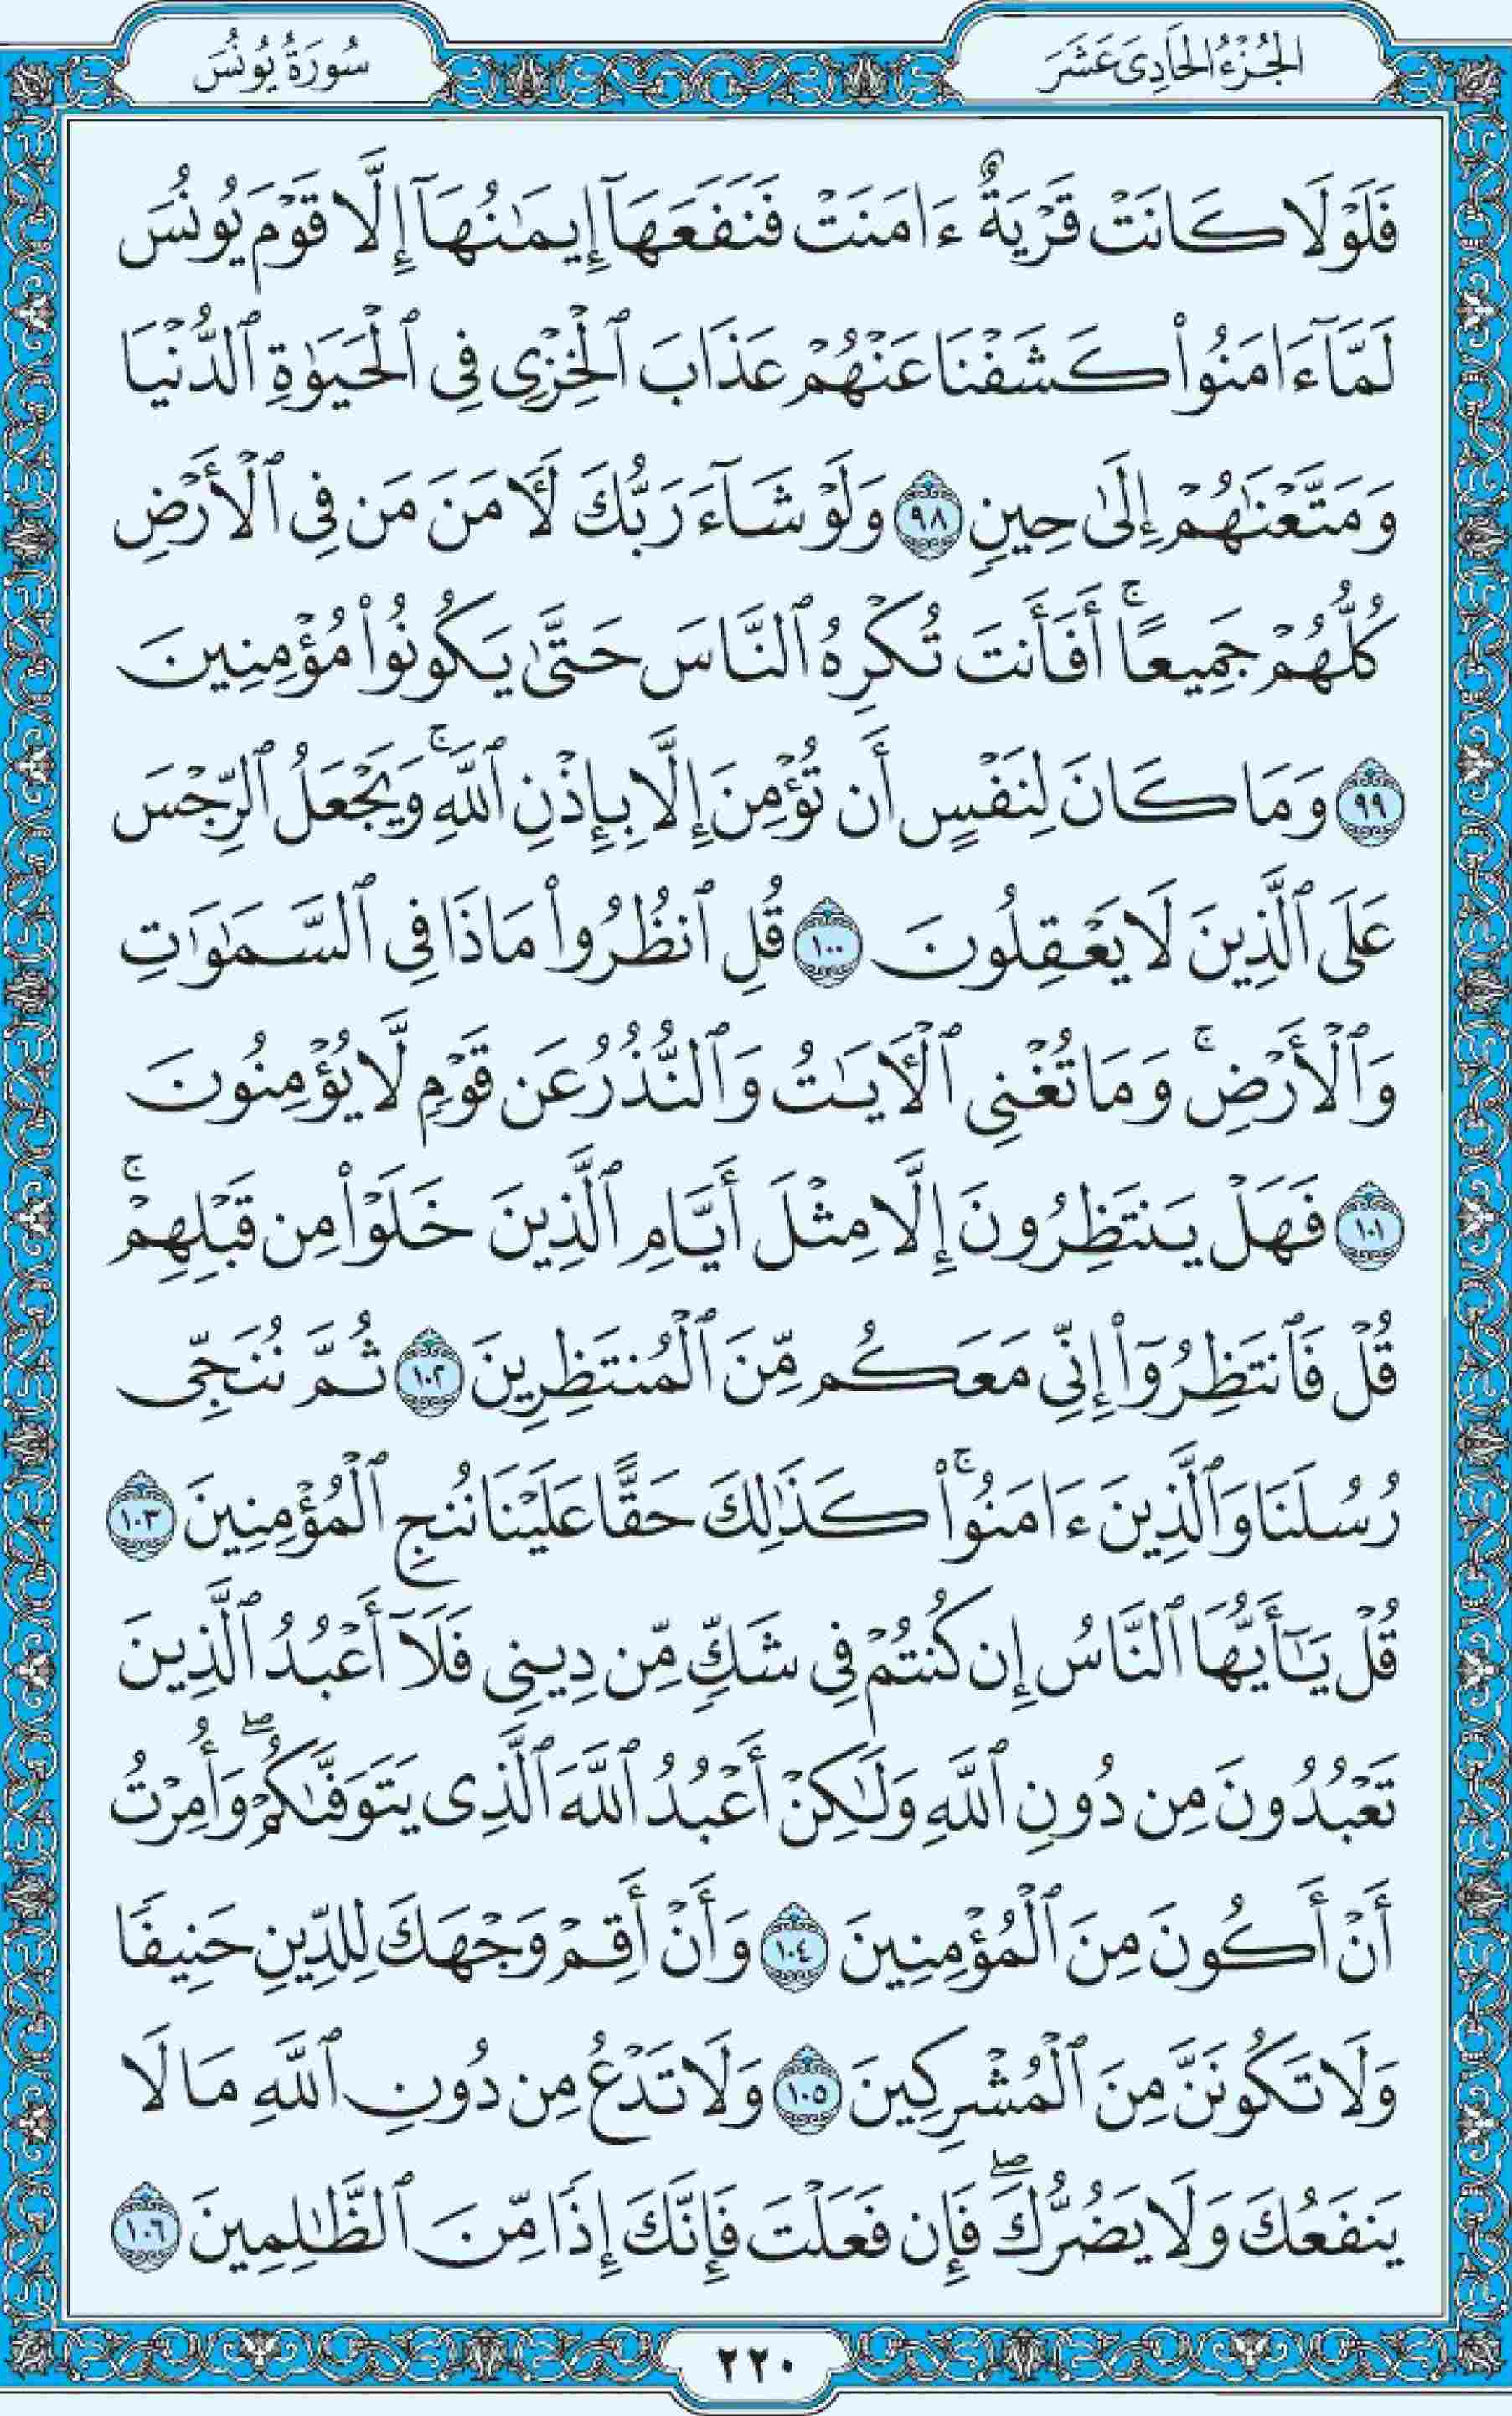 الجُزْءُ الحَادِىَ عَشَرَ
سُورَةُ يُونُسَ
فَلَوْلَا كَانَتْ قَرْيَةٌ ءَامَنَتْ فَنَفَعَهَآ إِيمَٰنُهَآ إِلَّا قَوْمَ يُونُسَ
لَمَّآ ءَامَنُوا۟ كَشَفْنَا عَنْهُمْ عَذَابَ ٱلْخِزْىِ فِى ٱلْحَيَوٰةِ ٱلدُّنْيَا
وَمَتَّعْنَٰهُمْ إِلَىٰ حِينٍ ٩٨ وَلَوْ شَآءَ رَبُّكَ لَءَامَنَ مَن فِى ٱلْأَرْضِ
كُلُّهُمْ جَمِيعًا ۚ أَفَأَنتَ تُكْرِهُ ٱلنَّاسَ حَتَّىٰ يَكُونُوا۟ مُؤْمِنِينَ
٩٩ وَمَا كَانَ لِنَفْسٍ أَن تُؤْمِنَ إِلَّا بِإِذْنِ ٱللَّهِ ۚ وَيَجْعَلُ ٱلرِّجْسَ
عَلَى ٱلَّذِينَ لَا يَعْقِلُونَ ١٠٠ قُلِ ٱنظُرُوا۟ مَاذَا فِى ٱلسَّمَٰوَٰتِ
وَٱلْأَرْضِ ۚ وَمَا تُغْنِى ٱلْءَايَٰتُ وَٱلنُّذُرُ عَن قَوْمٍ لَّا يُؤْمِنُونَ
١٠١ فَهَلْ يَنتَظِرُونَ إِلَّا مِثْلَ أَيَّامِ ٱلَّذِينَ خَلَوْا۟ مِن قَبْلِهِمْ ۚ
قُلْ فَٱنتَظِرُوٓا۟ إِنِّى مَعَكُم مِّنَ ٱلْمُنتَظِرِينَ ١٠٢ ثُمَّ نُنَجِّى
رُسُلَنَا وَٱلَّذِينَ ءَامَنُوا۟ ۚ كَذَٰلِكَ حَقًّا عَلَيْنَا نُنجِ ٱلْمُؤْمِنِينَ ١٠٣
قُلْ يَٰٓأَيُّهَا ٱلنَّاسُ إِن كُنتُمْ فِى شَكٍّ مِّن دِينِى فَلَآ أَعْبُدُ ٱلَّذِينَ
تَعْبُدُونَ مِن دُونِ ٱللَّهِ وَلَٰكِنْ أَعْبُدُ ٱللَّهَ ٱلَّذِى يَتَوَفَّىٰكُمْ ۖ وَأُمِرْتُ
أَنْ أَكُونَ مِنَ ٱلْمُؤْمِنِينَ ١٠٤ وَأَنْ أَقِمْ وَجْهَكَ لِلدِّينِ حَنِيفًا
وَلَا تَكُونَنَّ مِنَ ٱلْمُشْرِكِينَ ١٠٥ وَلَا تَدْعُ مِن دُونِ ٱللَّهِ مَا لَا
يَنفَعُكَ وَلَا يَضُرُّكَ ۖ فَإِن فَعَلْتَ فَإِنَّكَ إِذًا مِّنَ ٱلظَّٰلِمِينَ ١٠٦
٢٢٠